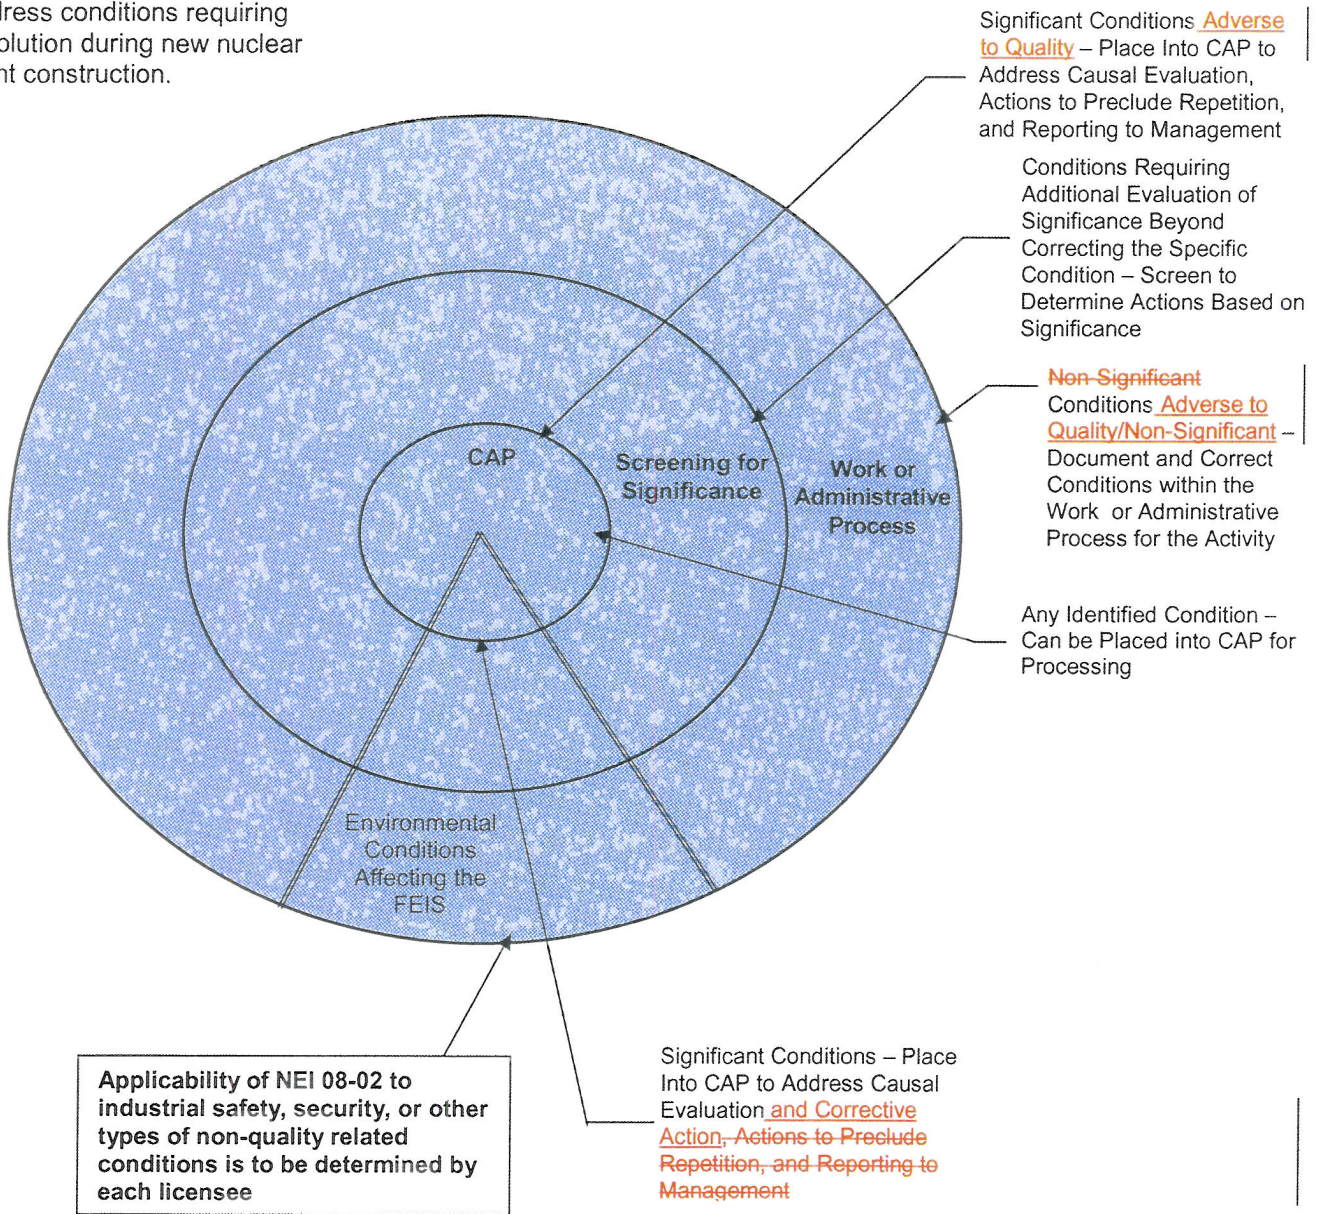 dress conditions requiring
olution during new nuclear
nt construction.
Significant Conditions Adverse
to Quality – Place Into CAP to
Address Causal Evaluation,
Actions to Preclude Repetition,
and Reporting to Management
Conditions Requiring
Additional Evaluation of
Significance Beyond
Correcting the Specific
Condition – Screen to
Determine Actions Based on
Significance
Non-Significant
Conditions Adverse to
Quality/Non-Significant –
Document and Correct
Conditions within the
Work or Administrative
Process for the Activity
Any Identified Condition –
Can be Placed into CAP for
Processing
CAP
Screening for
Significance
Work or
Administrative
Process
Environmental
Conditions
Affecting the
FEIS
Applicability of NEI 08-02 to
industrial safety, security, or other
types of non-quality related
conditions is to be determined by
each licensee
Significant Conditions – Place
Into CAP to Address Causal
Evaluation and Corrective
Action, Actions to Preclude
Repetition, and Reporting to
Management